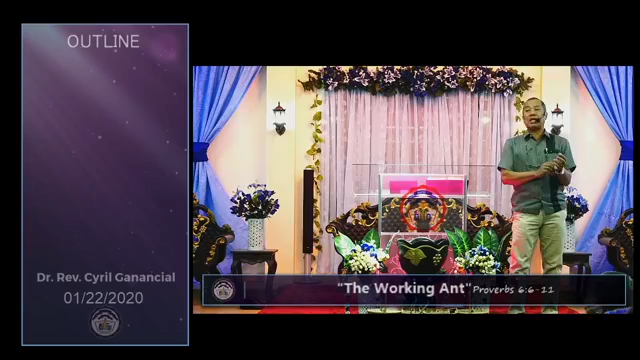 OUTLINE
Dr. Rev. Cyril Ganancial
01/22/2020
"The Working Ant" Proverbs 6:6-11